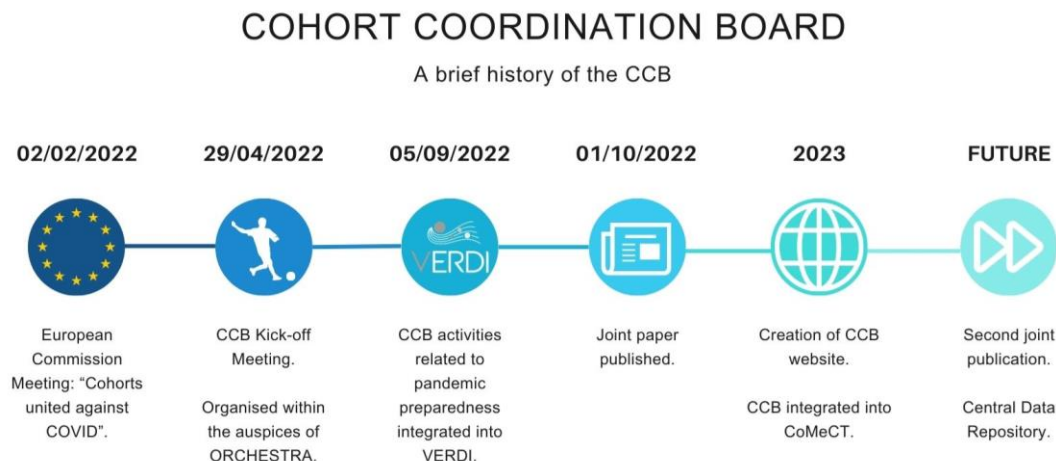 COHORT COORDINATION BOARD
A brief history of the CCB
02/02/2022
29/04/2022
05/09/2022
01/10/2022
2023
FUTURE
VERDI
European
Commission
Meeting: “Cohorts
united against
COVID”.
CCB Kick-off
Meeting.
Organised within
the auspices of
ORCHESTRA.
CCB activities
related to
pandemic
preparedness
integrated into
VERDI.
Joint paper
published.
Creation of CCB
website.
CCB integrated into
CoMeCT.
Second joint
publication.
Central Data
Repository.